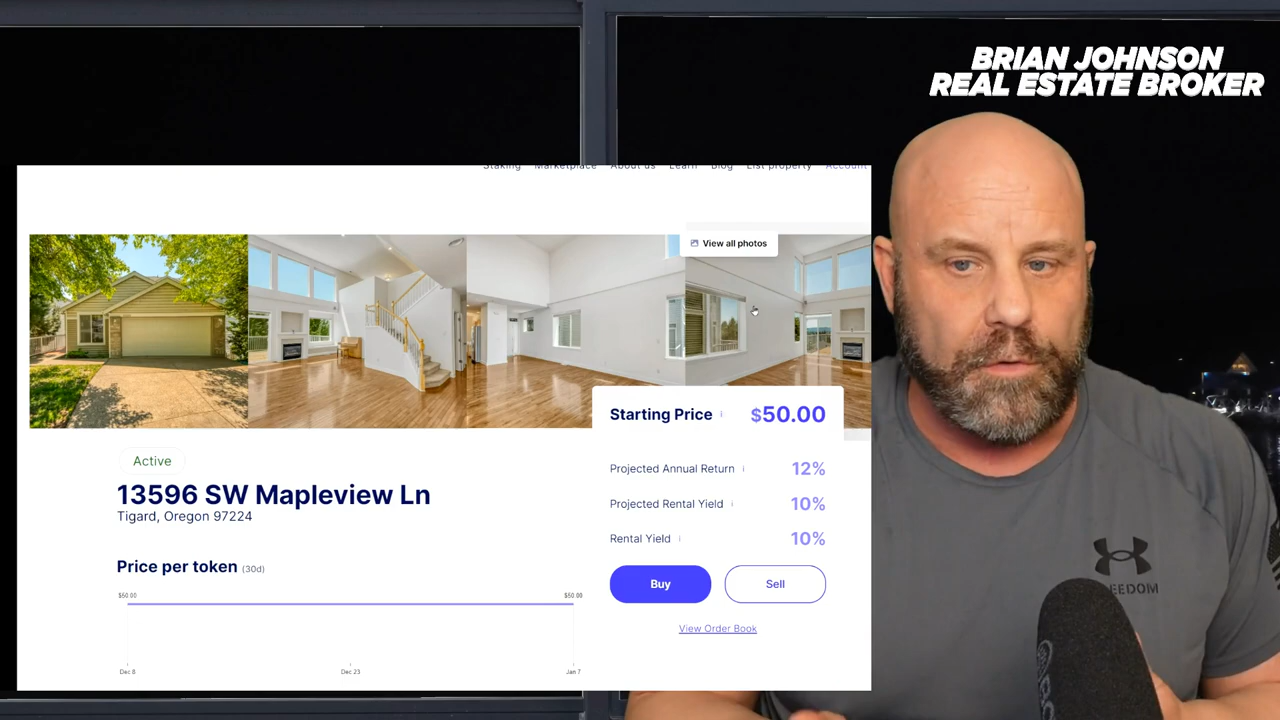 BRIAN JOHNSON
REAL ESTATE BROKER
Staking Marketplace About us Learn Blog List property Account
View all photos
Starting Price $50.00
Active
13596 SW Mapleview Ln
Tigard, Oregon 97224
Projected Annual Return 12%
Projected Rental Yield 10%
Rental Yield 10%
Price per token (30d)
Buy Sell
$50.00 $50.00
View Order Book
Dec 8 Dec 23 Jan 7
EEDOM